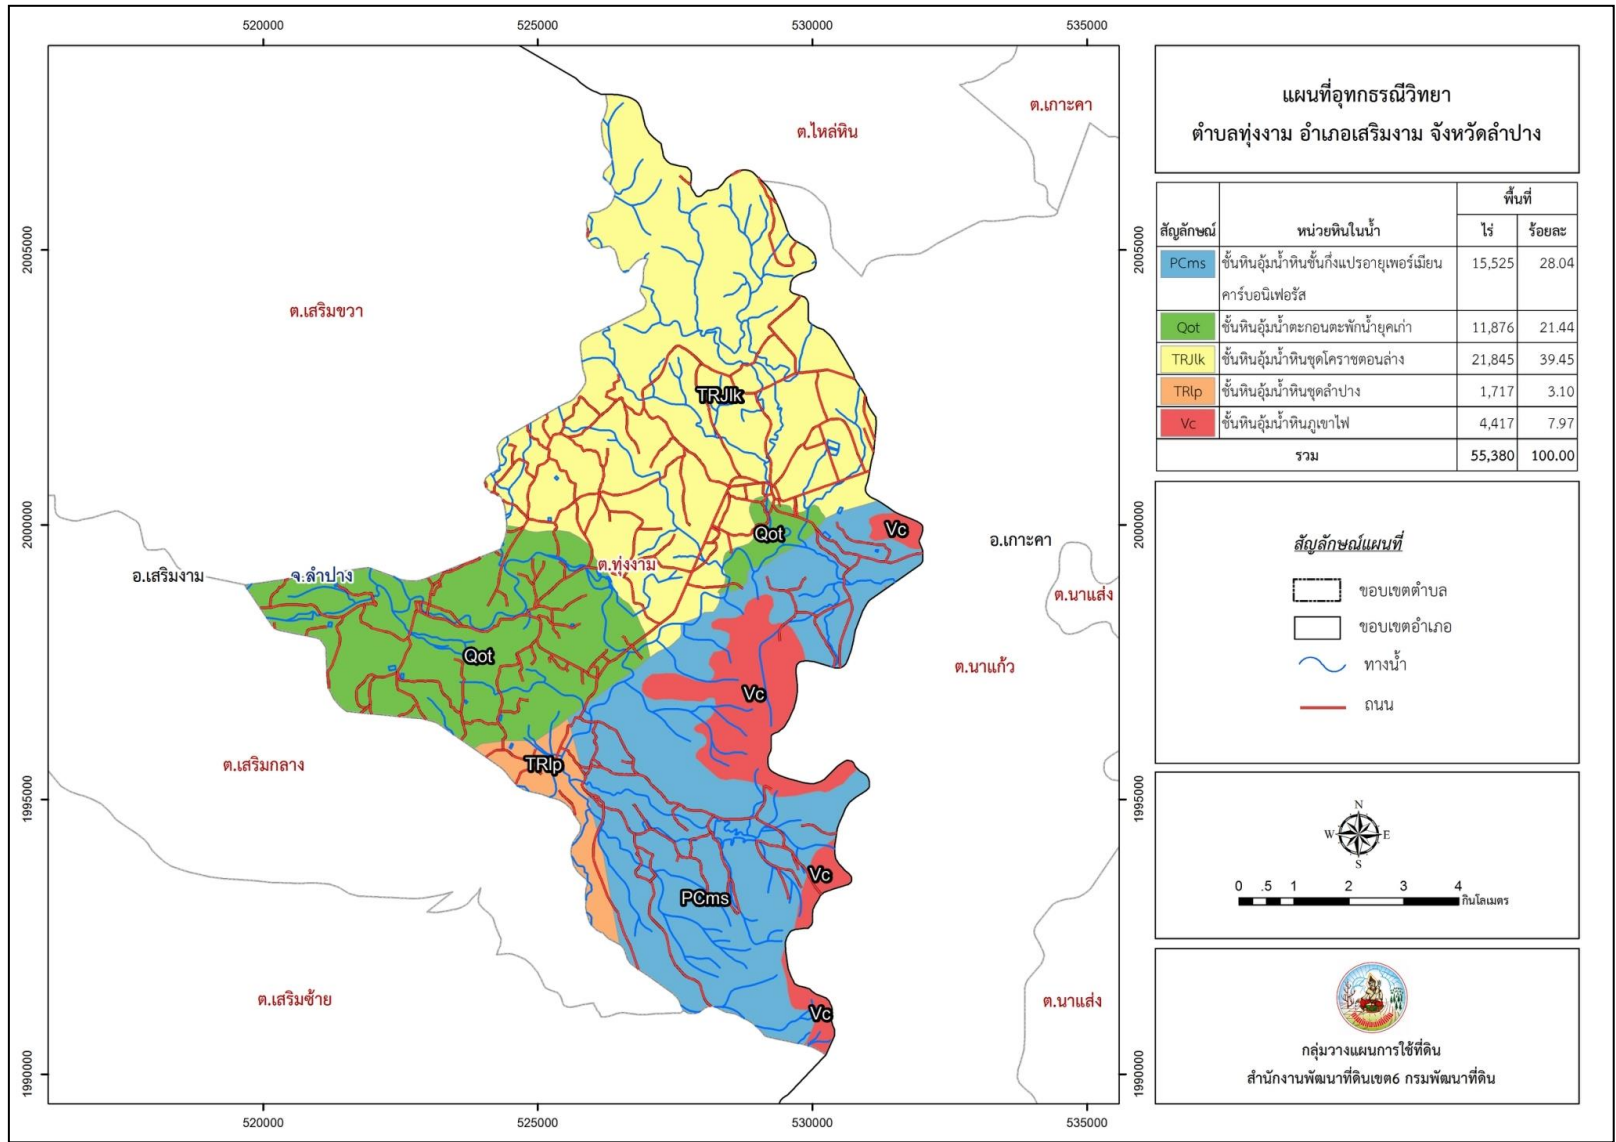 520000 525000 530000 535000
2005000
2000000
1995000
1990000
2005000
2000000
1995000
1990000
ต.เกาะคา
ต.ไหล่หิน
ต.เสริมขวา
TRJlk
Vc
Qot
อ.เกาะคา
ต.ทุ่งงาม
อ.เสริมงาม
จ.ลำปาง
ต.นาแส่ง
Qot
ต.นาแก้ว
Vc
ต.เสริมกลาง
TRlp
Vc
PCms
ต.เสริมซ้าย
ต.นาแส่ง
Vc
520000 525000 530000 535000
แผนที่อุทกธรณีวิทยา
ตำบลทุ่งงาม อำเภอเสริมงาม จังหวัดลำปาง
สัญลักษณ์ หน่วยหินในน้ำ พื้นที่
ไร่ ร้อยละ
PCms ชั้นหินอุ้มน้ำหินชั้นกึ่งแปรอายุเพอร์เมียน 15,525 28.04
คาร์บอนิเฟอรัส
Qot ชั้นหินอุ้มน้ำตะกอนตะพักน้ำยุคเก่า 11,876 21.44
TRJlk ชั้นหินอุ้มน้ำหินชุดโคราชตอนล่าง 21,845 39.45
TRlp ชั้นหินอุ้มน้ำหินชุดลำปาง 1,717 3.10
Vc ชั้นหินอุ้มน้ำหินภูเขาไฟ 4,417 7.97
รวม 55,380 100.00
สัญลักษณ์แผนที่
ขอบเขตตำบล
ขอบเขตอำเภอ
ทางน้ำ
ถนน
N
W E
S
0 .5 1 2 3 4
กิโลเมตร
กลุ่มวางแผนการใช้ที่ดิน
สำนักงานพัฒนาที่ดินเขต6 กรมพัฒนาที่ดิน